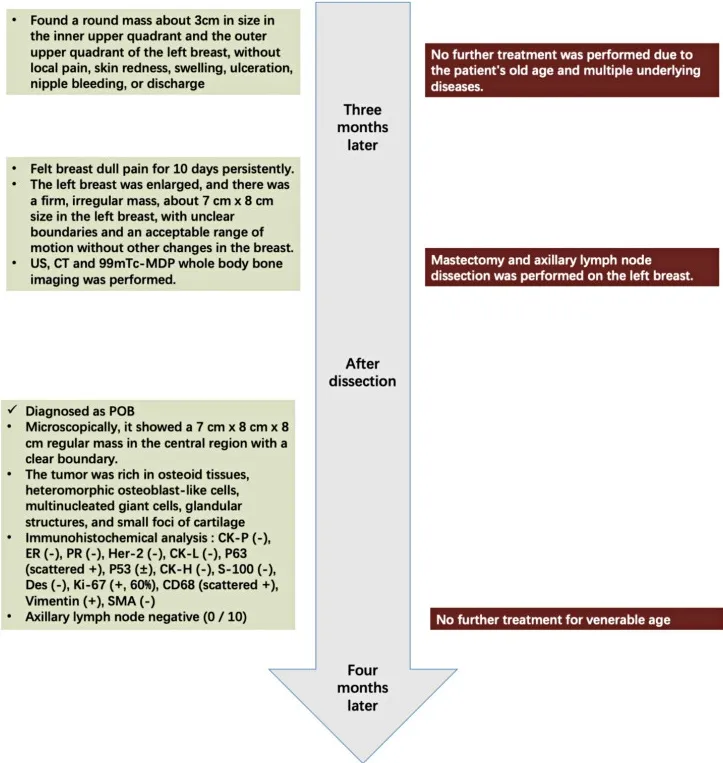 • Found a round mass about 3cm in size in
the inner upper quadrant and the outer
upper quadrant of the left breast, without
local pain, skin redness, swelling, ulceration,
nipple bleeding, or discharge
No further treatment was performed due to
the patient's old age and multiple underlying
diseases.
Three
months
later
• Felt breast dull pain for 10 days persistently.
• The left breast was enlarged, and there was
a firm, irregular mass, about 7 cm x 8 cm
size in the left breast, with unclear
boundaries and an acceptable range of
motion without other changes in the breast.
• US, CT and 99mTc-MDP whole body bone
imaging was performed.
Mastectomy and axillary lymph node
dissection was performed on the left breast.
After
dissection
✓ Diagnosed as POB
• Microscopically, it showed a 7 cm x 8 cm x 8
cm regular mass in the central region with a
clear boundary.
• The tumor was rich in osteoid tissues,
heteromorphic osteoblast-like cells,
multinucleated giant cells, glandular
structures, and small foci of cartilage
• Immunohistochemical analysis : CK-P (-),
ER (-), PR (-), Her-2 (-), CK-L (-), P63
(scattered +), P53 (±), CK-H (-), S-100 (-),
Des (-), Ki-67 (+, 60%), CD68 (scattered +),
Vimentin (+), SMA (-)
• Axillary lymph node negative (0 / 10)
No further treatment for venerable age
Four
months
later